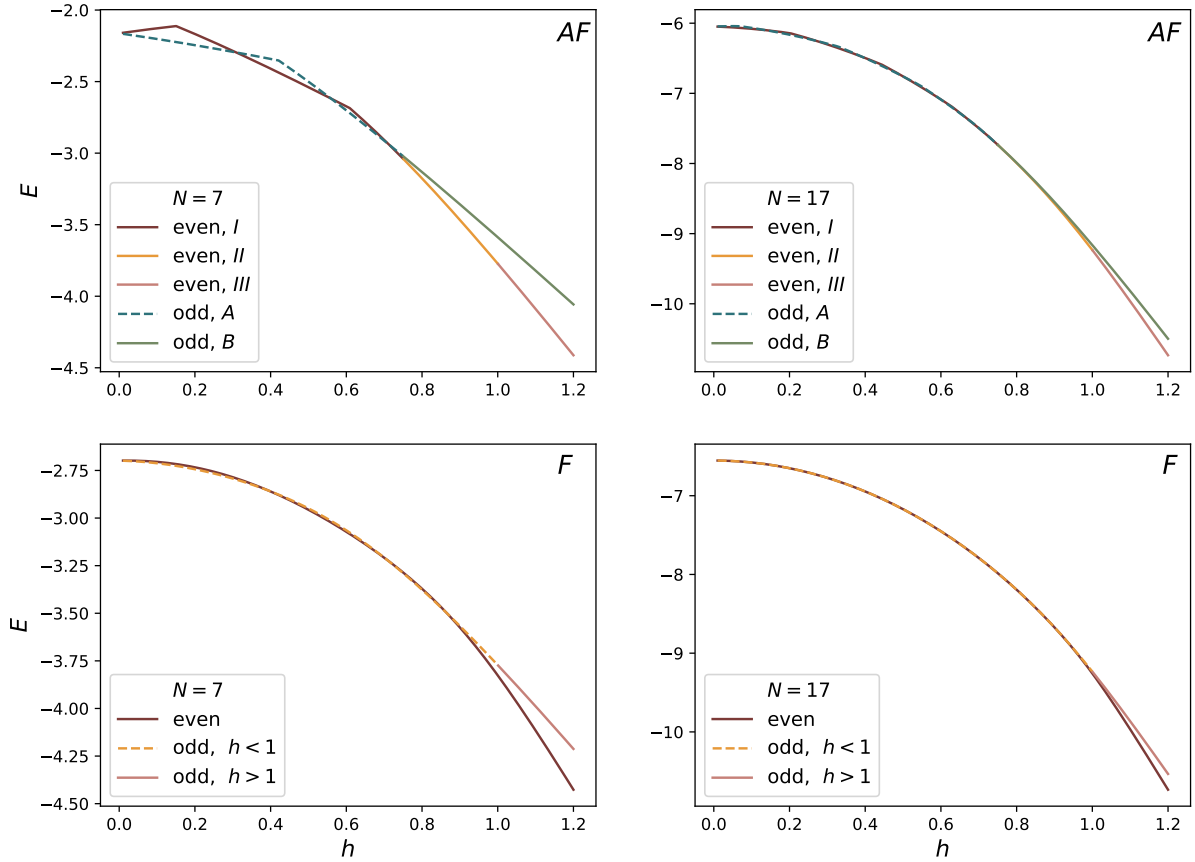 AF
−2.0
−2.5
−3.0
−3.5
−4.0
−4.5
E
0.0 0.2 0.4 0.6 0.8 1.0 1.2
N = 7
even, I
even, II
even, III
odd, A
odd, B
AF
−6
−7
−8
−9
−10
0.0 0.2 0.4 0.6 0.8 1.0 1.2
N = 17
even, I
even, II
even, III
odd, A
odd, B
F
−2.75
−3.00
−3.25
−3.50
−3.75
−4.00
−4.25
−4.50
E
0.0 0.2 0.4 0.6 0.8 1.0 1.2
h
N = 7
even
odd, h < 1
odd, h > 1
F
−7
−8
−9
−10
0.0 0.2 0.4 0.6 0.8 1.0 1.2
h
N = 17
even
odd, h < 1
odd, h > 1